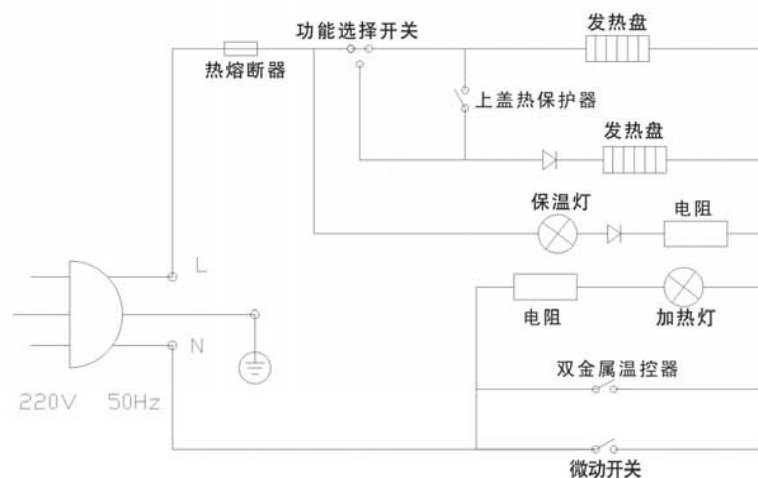 功能选择开关
发热盘
热熔断器
上盖热保护器
发热盘
保温灯
电阻
L
电阻
加热灯
N
双金属温控器
220V 50Hz
微动开关